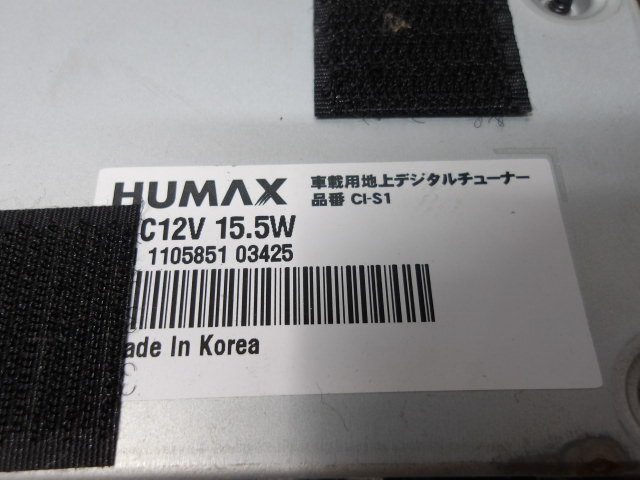 HUMAX 車載用地上デジタルチューナー
品番 CI-S1
C12V 15.5W
1105851 03425
ade In Korea